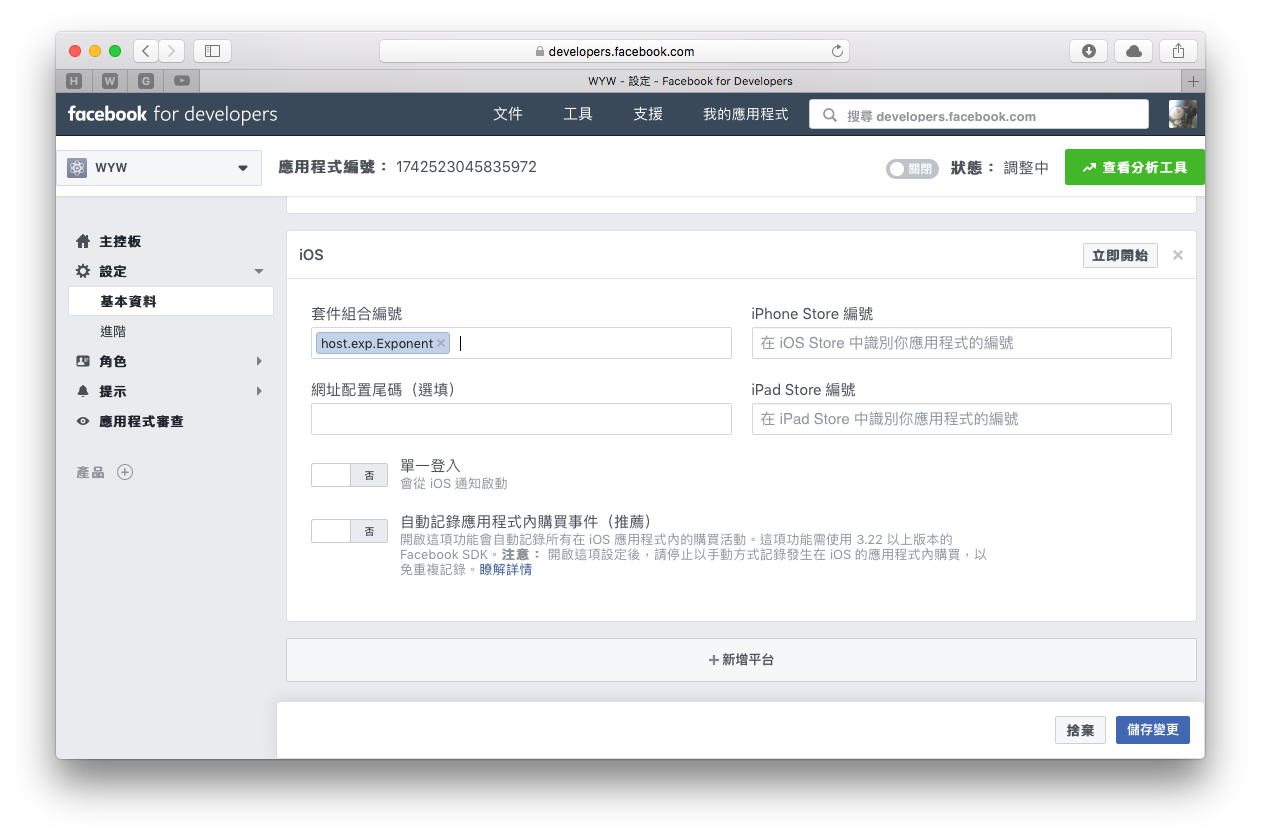 developers.facebook.com
H W G
WYW - 設定 - Facebook for Developers
facebook for developers 文件 工具 支援 我的應用程式 搜尋 developers.facebook.com
WYW 應用程式編號： 1742523045835972 關閉 狀態： 調整中 查看分析工具
主控板
設定
基本資料
進階
角色
提示
應用程式審查
產品
iOS 立即開始
套件組合編號 iPhone Store 編號
host.exp.Exponent 在 iOS Store 中識別你應用程式的編號
網址配置尾碼（選填） iPad Store 編號
在 iPad Store 中識別你應用程式的編號
否 單一登入
會從 iOS 通知啟動
否 自動記錄應用程式內購買事件（推薦）
開啟這項功能會自動記錄所有在 iOS 應用程式內的購買活動。這項功能需使用 3.22 以上版本的
Facebook SDK。注意： 開啟這項設定後，請停止以手動方式記錄發生在 iOS 的應用程式內購買，以
免重複記錄。瞭解詳情
+ 新增平台
捨棄 儲存變更